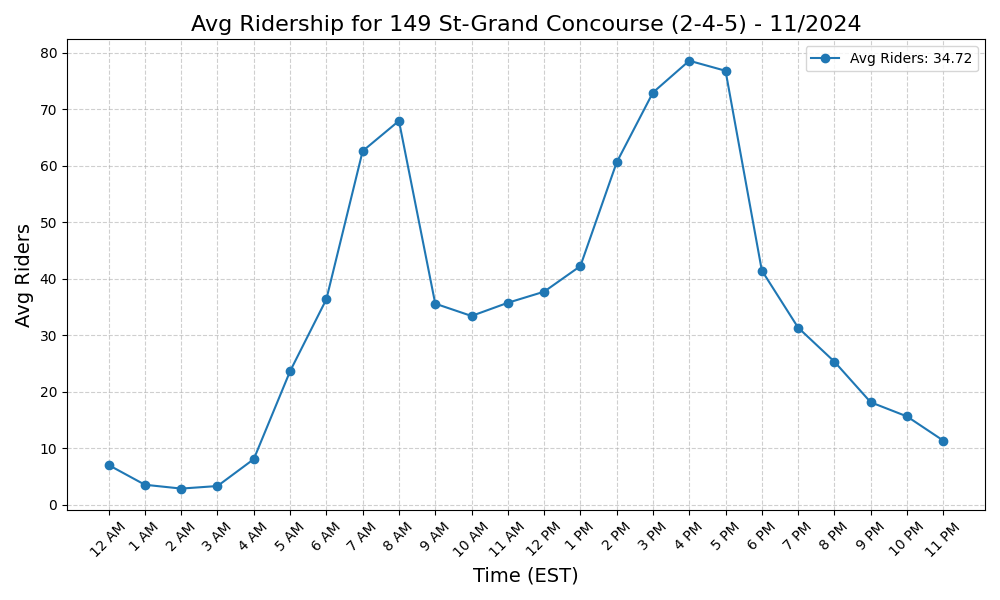 Avg Ridership for 149 St-Grand Concourse (2-4-5) - 11/2024
Avg Riders: 34.72
80
70
60
50
40
30
20
10
0
Avg Riders
12 AM
1 AM
2 AM
3 AM
4 AM
5 AM
6 AM
7 AM
8 AM
9 AM
10 AM
11 AM
12 PM
1 PM
2 PM
3 PM
4 PM
5 PM
6 PM
7 PM
8 PM
9 PM
10 PM
11 PM
Time (EST)